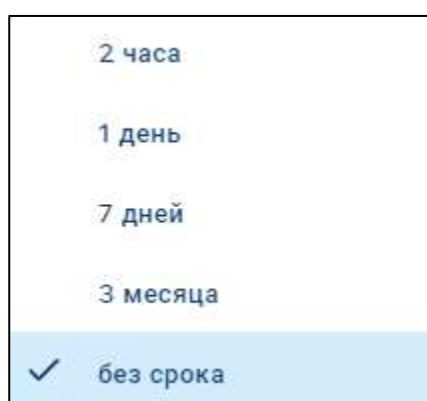 2 часа
1 день
7 дней
3 месяца
без срока